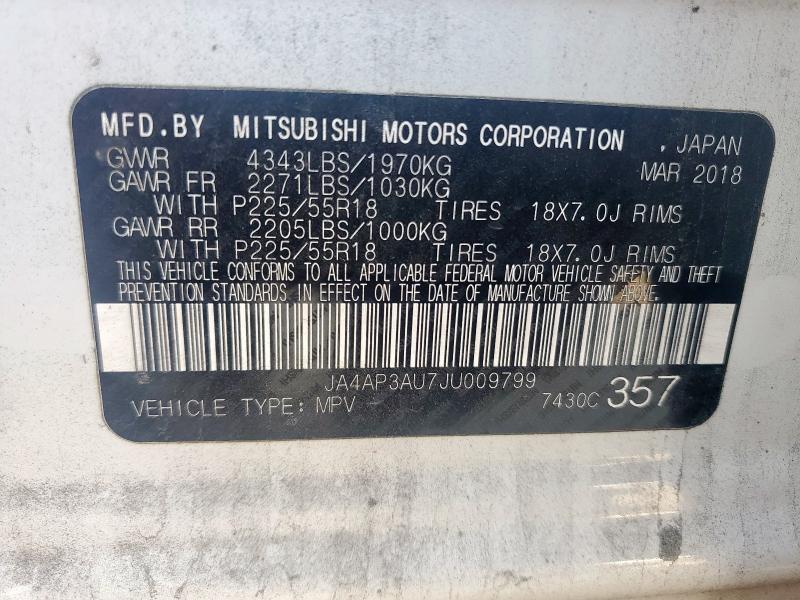 MFD.BY MITSUBISHI MOTORS CORPORATION , JAPAN
GVWR 4343LBS/1970KG MAR 2018
GAWR FR 2271LBS/1030KG
WITH P225/55R18 TIRES 18X7.0J RIMS
GAWR RR 2205LBS/1000KG
WITH P225/55R18 TIRES 18X7.0J RIMS
THIS VEHICLE CONFORMS TO ALL APPLICABLE FEDERAL MOTOR VEHICLE SAFETY AND THEFT
PREVENTION STANDARDS IN EFFECT ON THE DATE OF MANUFACTURE SHOWN ABOVE.
JA4AP3AU7JU009799
VEHICLE TYPE: MPV 7430C 357